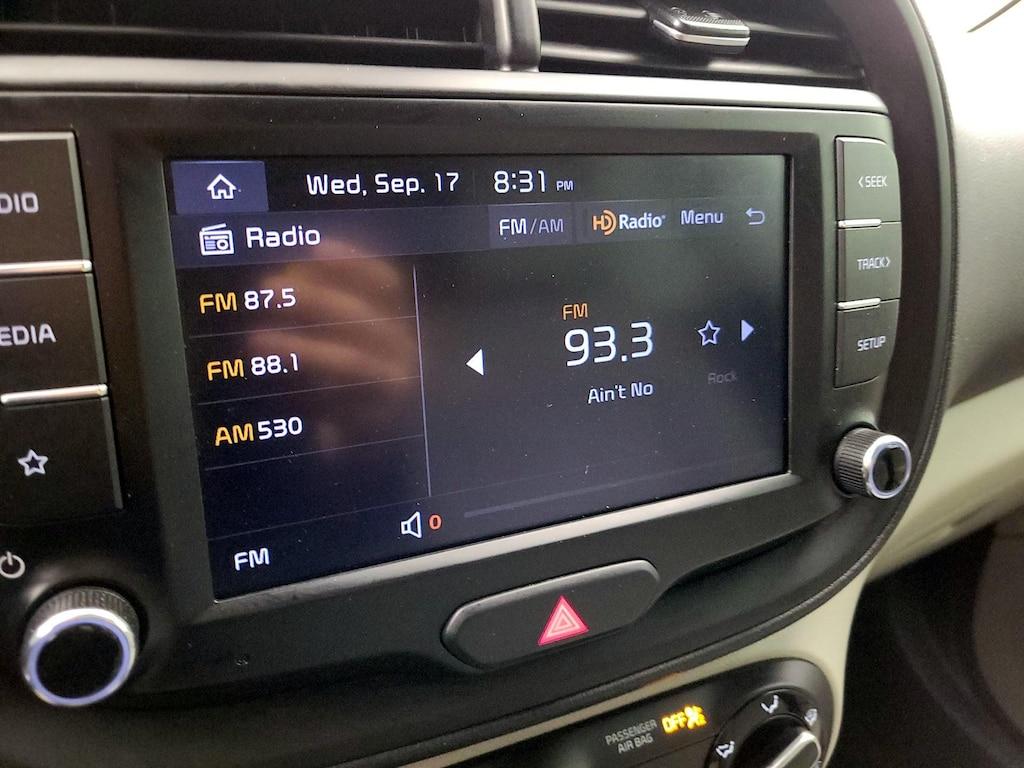 Wed, Sep. 17 8:31 PM
Radio FM/AM HD Radio Menu
FM 87.5
FM 88.1
AM 530
FM
FM
93.3
Ain't No
Rock
0
DIO
EDIA
< SEEK
TRACK >
SETUP
PASSENGER
AIR BAG
OFF